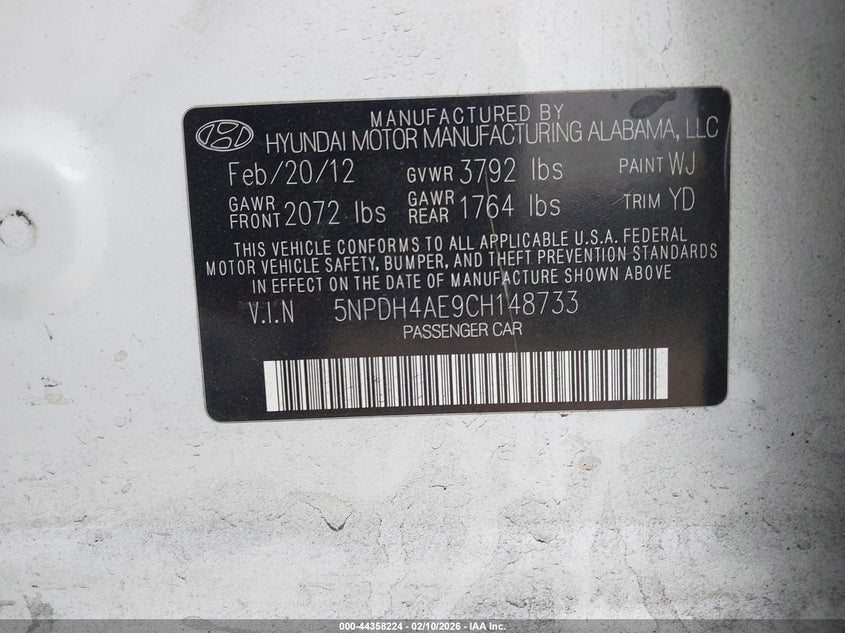 MANUFACTURED BY
HYUNDAI MOTOR MANUFACTURING ALABAMA, LLC
Feb/20/12 GVWR 3792 lbs PAINT WJ
GAWR FRONT 2072 lbs GAWR REAR 1764 lbs TRIM YD
THIS VEHICLE CONFORMS TO ALL APPLICABLE U.S.A. FEDERAL
MOTOR VEHICLE SAFETY, BUMPER, AND THEFT PREVENTION STANDARDS
IN EFFECT ON THE DATE OF MANUFACTURE SHOWN ABOVE
V.I.N 5NPDH4AE9CH148733
PASSENGER CAR
000-44358224 - 02/10/2026 - IAA Inc.